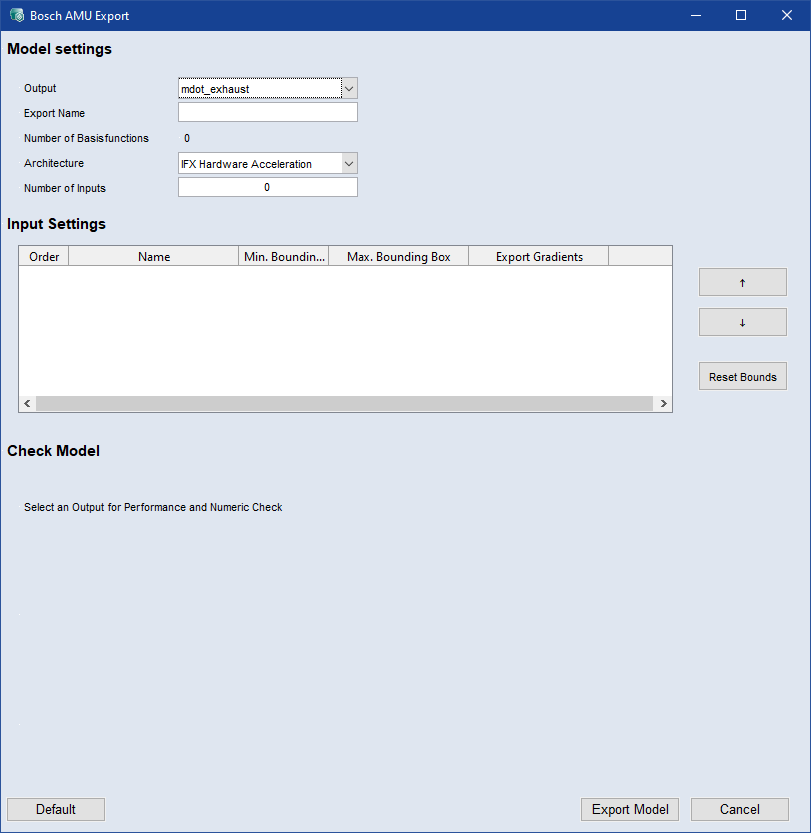 Bosch AMU Export
Model settings
Output mdot_exhaust
Export Name
Number of Basisfunctions 0
Architecture IFX Hardware Acceleration
Number of Inputs 0
Input Settings
Order Name Min. Boundin... Max. Bounding Box Export Gradients
↑
↓
Reset Bounds
Check Model
Select an Output for Performance and Numeric Check
Default Export Model Cancel